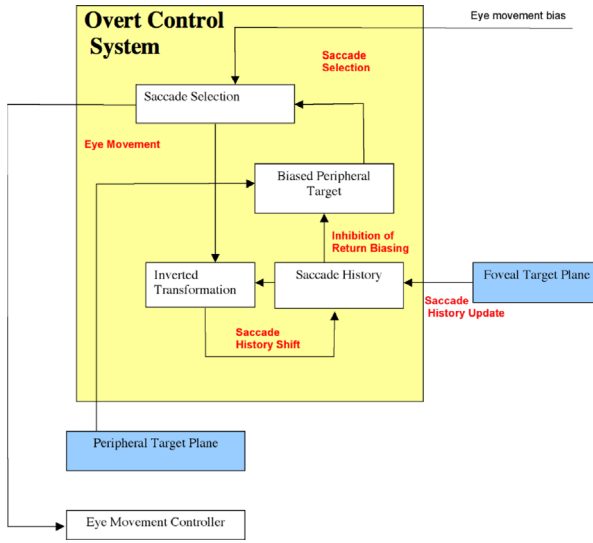 Overt Control
System
Eye movement bias
Saccade
Selection
Saccade Selection
Eye Movement
Biased Peripheral
Target
Inhibition of
Return Biasing
Inverted
Transformation
Saccade History
Foveal Target Plane
Saccade
History Update
Saccade
History Shift
Peripheral Target Plane
Eye Movement Controller